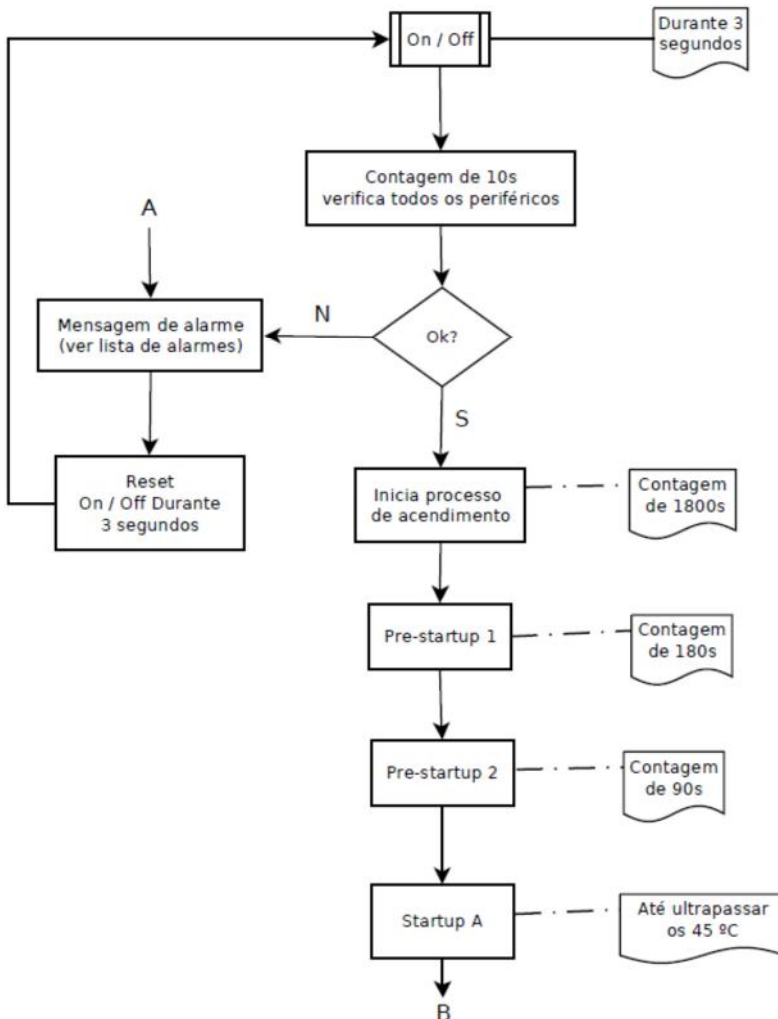 On / Off
Durante 3
segundos
Contagem de 10s
verifica todos os periféricos
A
Mensagem de alarme
(ver lista de alarmes)
N
Ok?
S
Reset
On / Off Durante
3 segundos
Inicia processo
de acendimento
Contagem
de 1800s
Pre-startup 1
Contagem
de 180s
Pre-startup 2
Contagem
de 90s
Startup A
Até ultrapassar
os 45 ºC
B